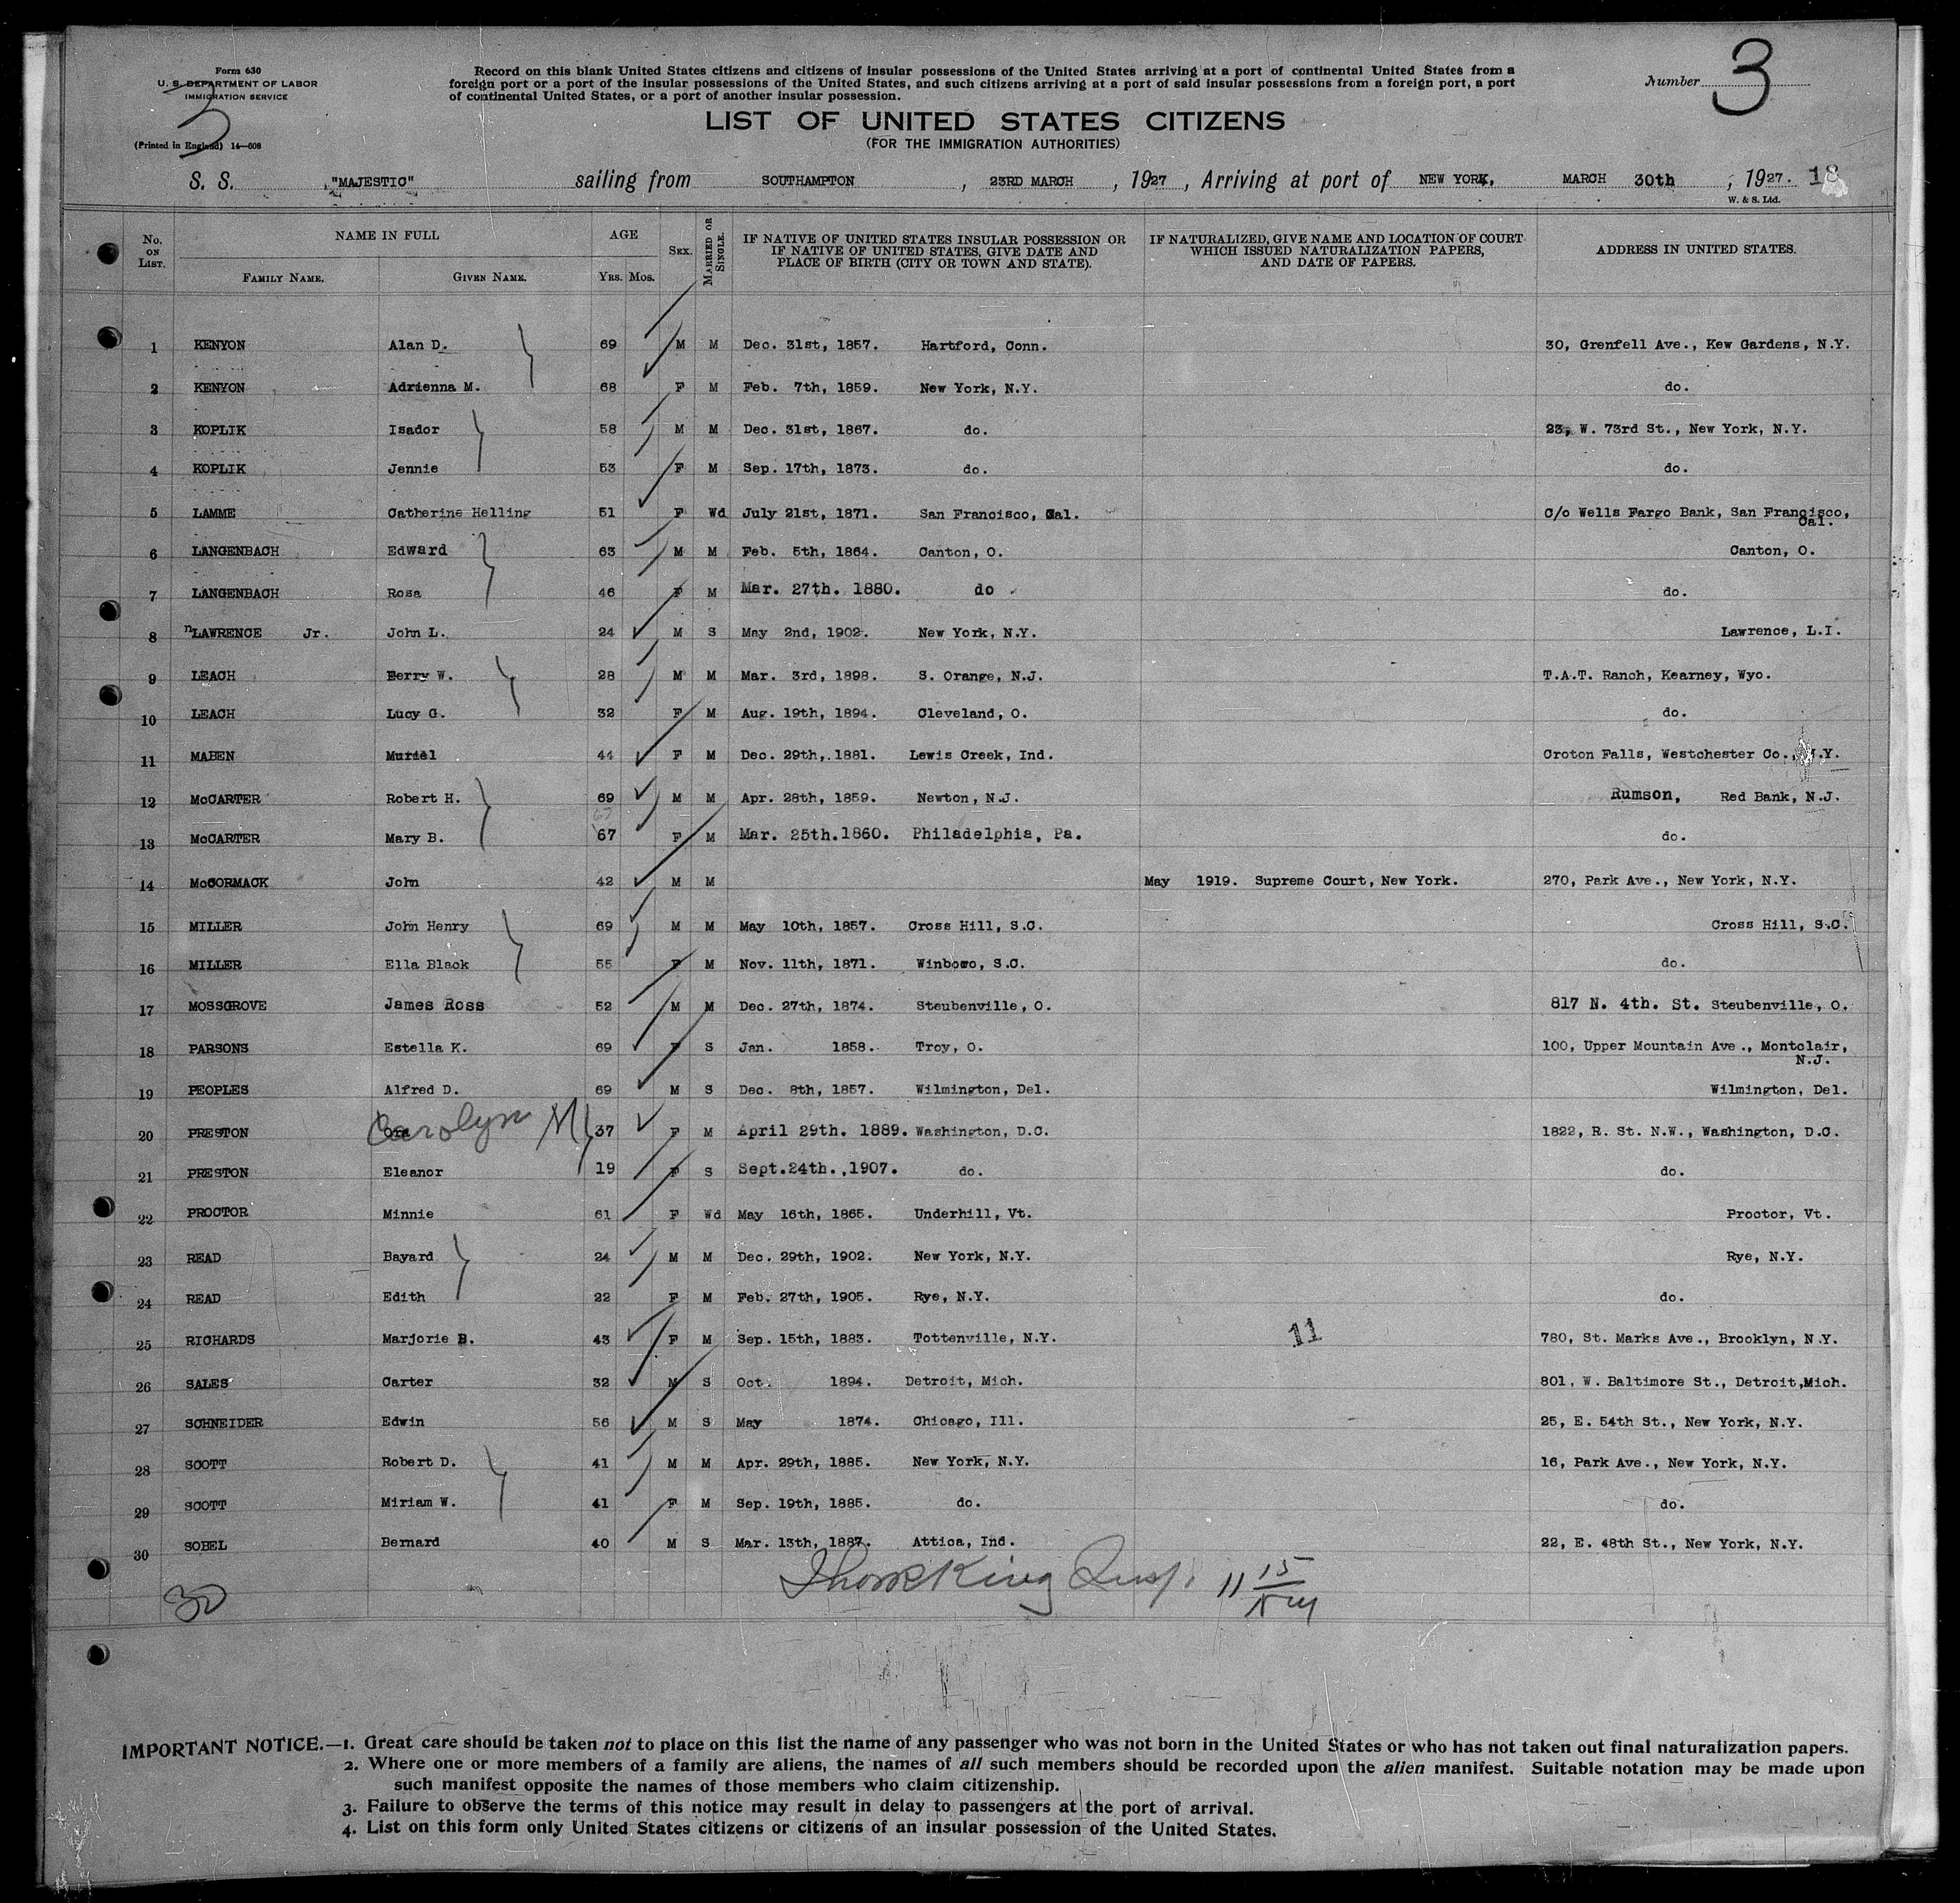 Form 630
U. S. DEPARTMENT OF LABOR
IMMIGRATION SERVICE
(Printed in England) 14—608
3
Record on this blank United States citizens and citizens of insular possessions of the United States arriving at a port of continental United States from a
foreign port or a port of the insular possessions of the United States, and such citizens arriving at a port of said insular possessions from a foreign port, a port
of continental United States, or a port of another insular possession.
Number 3
LIST OF UNITED STATES CITIZENS
(FOR THE IMMIGRATION AUTHORITIES)
S. S. "MAJESTIC" sailing from SOUTHAMPTON, 23RD MARCH, 1927, Arriving at port of NEW YORK, MARCH 30th, 1927. 18
W. & S. Ltd.
No. ON LIST. NAME IN FULL FAMILY NAME. GIVEN NAME. AGE YRS. MOS. SEX. MARRIED OR SINGLE. IF NATIVE OF UNITED STATES INSULAR POSSESSION OR IF NATIVE OF UNITED STATES, GIVE DATE AND PLACE OF BIRTH (CITY OR TOWN AND STATE). IF NATURALIZED, GIVE NAME AND LOCATION OF COURT WHICH ISSUED NATURALIZATION PAPERS, AND DATE OF PAPERS. ADDRESS IN UNITED STATES.
1 KENYON Alan D. 69 M M Dec. 31st, 1857. Hartford, Conn. 30, Grenfell Ave., Kew Gardens, N.Y.
2 KENYON Adrienna M. 68 F M Feb. 7th, 1859. New York, N.Y. do.
3 KOPLIK Isador 58 M M Dec. 31st, 1867. do. 23, W. 73rd St., New York, N.Y.
4 KOPLIK Jennie 53 F M Sep. 17th, 1873. do. do.
5 LAMME Catherine Helling 51 F Wd July 21st, 1871. San Francisco, Cal. C/o Wells Fargo Bank, San Francisco, Cal.
6 LANGENBACH Edward 63 M M Feb. 5th, 1864. Canton, O. Canton, O.
7 LANGENBACH Rosa 46 F M Mar. 27th. 1880. do do.
8 n LAWRENCE Jr. John L. 24 M S May 2nd, 1902. New York, N.Y. Lawrence, L.I.
9 LEACH Berry W. 28 M M Mar. 3rd, 1898. S. Orange, N.J. T.A.T. Ranch, Kearney, Wyo.
10 LEACH Lucy G. 32 F M Aug. 19th, 1894. Cleveland, O. do.
11 MABEN Muriel 44 F M Dec. 29th, 1881. Lewis Creek, Ind. Croton Falls, Westchester Co., N.Y.
12 McCARTER Robert H. 69 M M Apr. 28th, 1859. Newton, N.J. Rumson, Red Bank, N.J.
13 McCARTER Mary B. 67 67 F M Mar. 25th. 1860. Philadelphia, Pa. do.
14 McCORMACK John 42 M M May 1919. Supreme Court, New York. 270, Park Ave., New York, N.Y.
15 MILLER John Henry 69 M M May 10th, 1857. Cross Hill, S.C. Cross Hill, S.C.
16 MILLER Ella Black 55 F M Nov. 11th, 1871. Winbowo, S.C. do.
17 MOSSGROVE James Ross 52 M M Dec. 27th, 1874. Steubenville, O. 817 N. 4th. St. Steubenville, O.
18 PARSONS Estella K. 69 F S Jan. 1858. Troy, O. 100, Upper Mountain Ave., Montclair, N.J.
19 PEOPLES Alfred D. 69 M S Dec. 8th, 1857. Wilmington, Del. Wilmington, Del.
20 PRESTON Ora Carolyn M 37 F M April 29th. 1889. Washington, D.C. 1822, R. St. N.W., Washington, D.C.
21 PRESTON Eleanor 19 F S Sept.24th.,1907. do. do.
22 PROCTOR Minnie 61 F Wd May 16th, 1865. Underhill, Vt. Proctor, Vt.
23 READ Bayard 24 M M Dec. 29th, 1902. New York, N.Y. Rye, N.Y.
24 READ Edith 22 F M Feb. 27th, 1905. Rye, N.Y. do.
25 RICHARDS Marjorie B. 43 F M Sep. 15th, 1883. Tottenville, N.Y. 11 780, St. Marks Ave., Brooklyn, N.Y.
26 SALES Carter 32 M S Oct. 1894. Detroit, Mich. 801, W. Baltimore St., Detroit, Mich.
27 SCHNEIDER Edwin 56 M S May 1874. Chicago, Ill. 25, E. 54th St., New York, N.Y.
28 SCOTT Robert D. 41 M M Apr. 29th, 1885. New York, N.Y. 16, Park Ave., New York, N.Y.
29 SCOTT Miriam W. 41 F M Sep. 19th, 1885. do. do.
30 SOBEL Bernard 40 M S Mar. 13th, 1887. Attica, Ind. 22, E. 48th St., New York, N.Y.
30 King Insp. 11 15
IMPORTANT NOTICE.—1. Great care should be taken not to place on this list the name of any passenger who was not born in the United States or who has not taken out final naturalization papers.
2. Where one or more members of a family are aliens, the names of all such members should be recorded upon the alien manifest. Suitable notation may be made upon
such manifest opposite the names of those members who claim citizenship.
3. Failure to observe the terms of this notice may result in delay to passengers at the port of arrival.
4. List on this form only United States citizens or citizens of an insular possession of the United States.